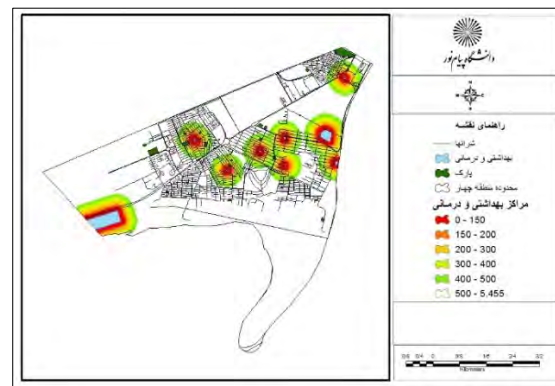 دانشگاه پیام نور
راهنمای نقشه
شریانها
بهداشتی و درمانی
پارک
محدوده منطقه چهار
مراکز بهداشتی و درمانی
0 - 150
150 - 200
200 - 300
300 - 400
400 - 500
500 - 5,455
Kilometers